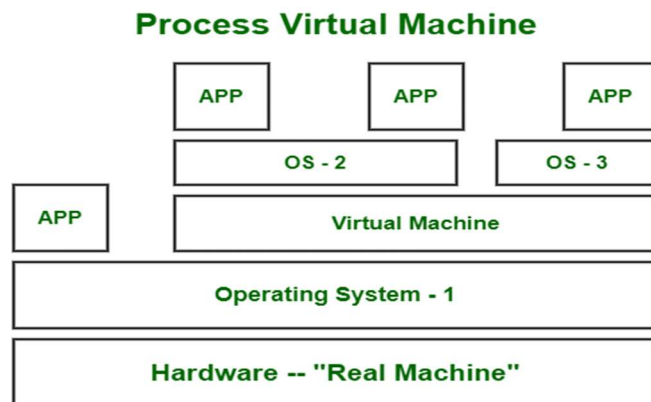 Process Virtual Machine
APP
APP
APP
OS - 2
OS - 3
APP
Virtual Machine
Operating System - 1
Hardware -- "Real Machine"